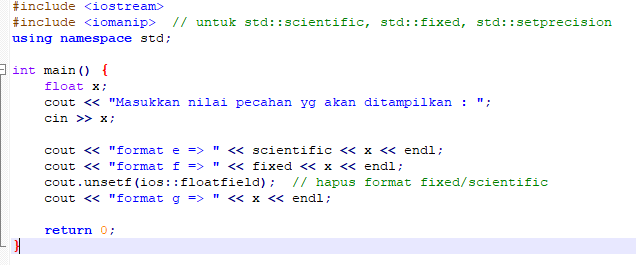 #include <iostream>
#include <iomanip>  // untuk std::scientific, std::fixed, std::setprecision
using namespace std;

int main() {
    float x;
    cout << "Masukkan nilai pecahan yg akan ditampilkan : ";
    cin >> x;

    cout << "format e => " << scientific << x << endl;
    cout << "format f => " << fixed << x << endl;
    cout.unsetf(ios::floatfield);  // hapus format fixed/scientific
    cout << "format g => " << x << endl;

    return 0;
}